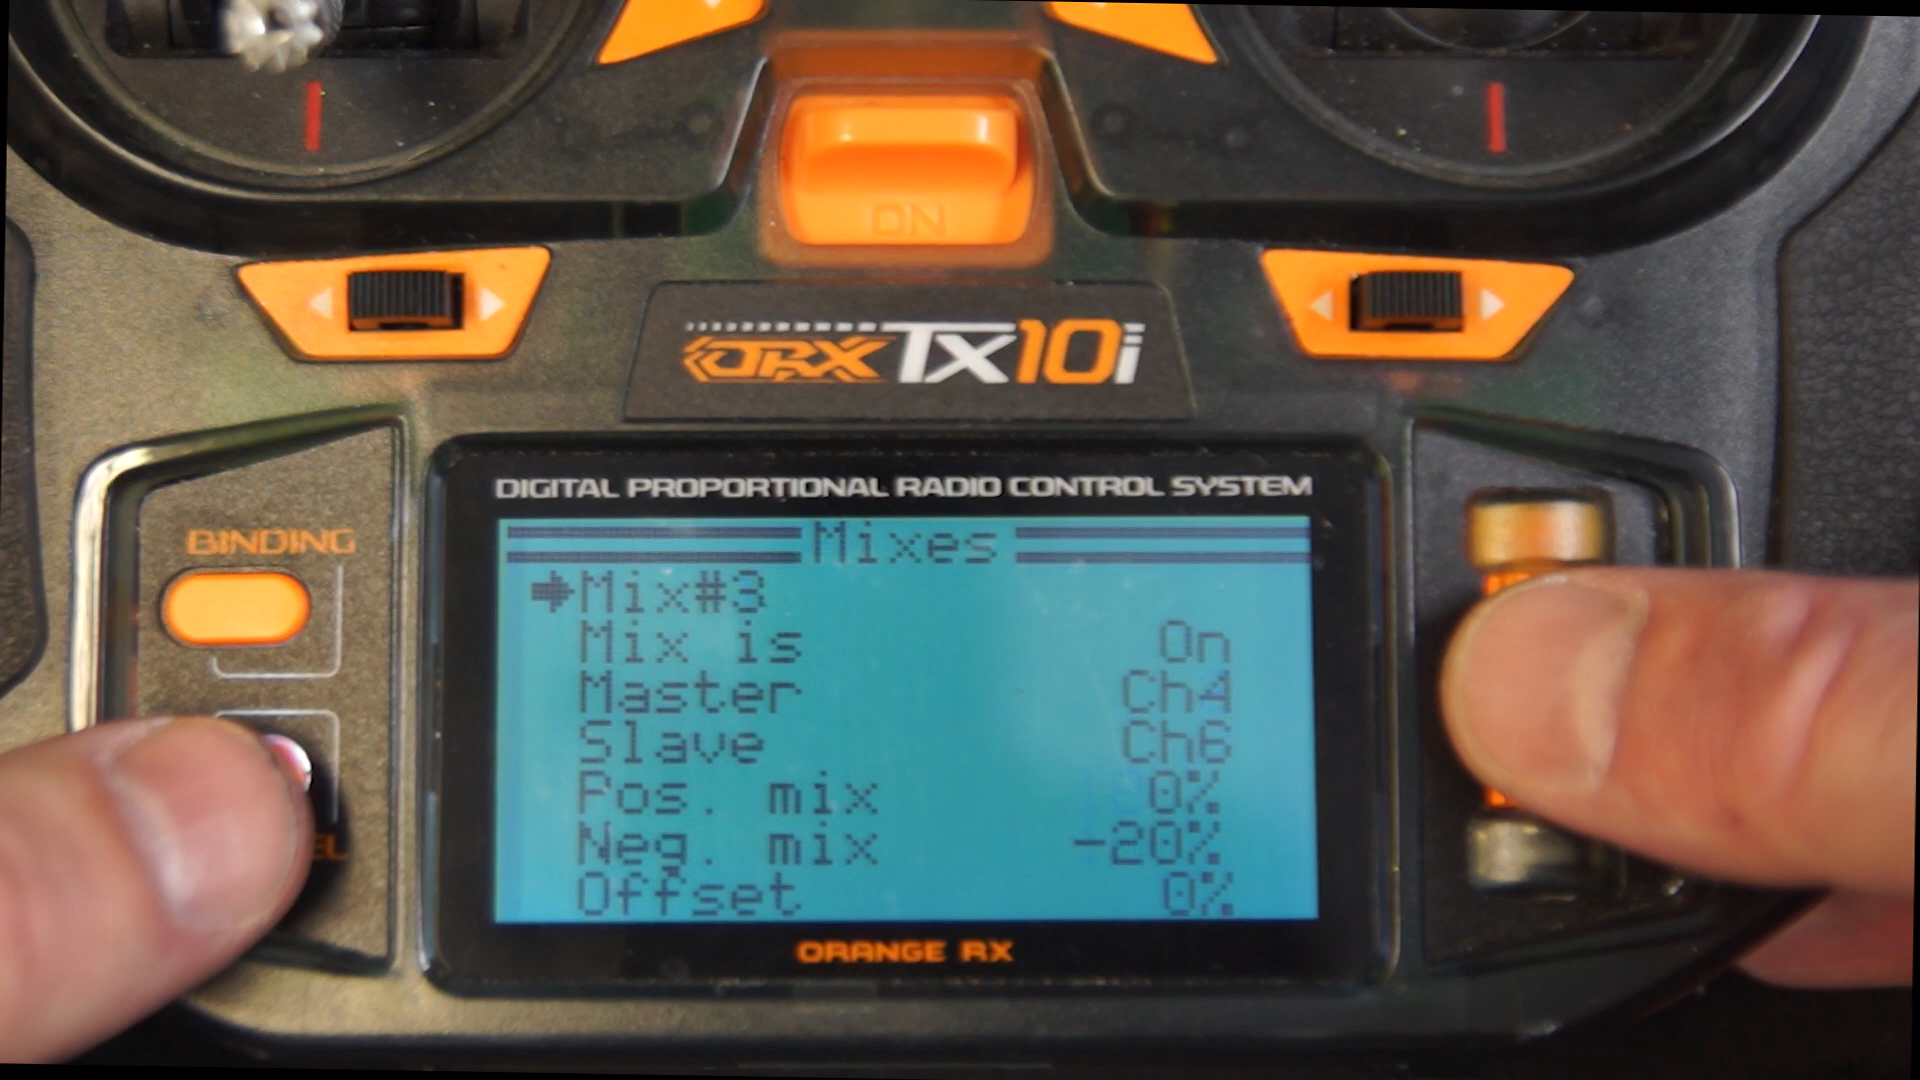 ON
ORX Tx10i
BINDING
DIGITAL PROPORTIONAL RADIO CONTROL SYSTEM
Mixes
Mix#3
Mix is On
Master Ch4
Slave Ch6
Pos. mix 0%
Neg. mix -20%
Offset 0%
ORANGE RX